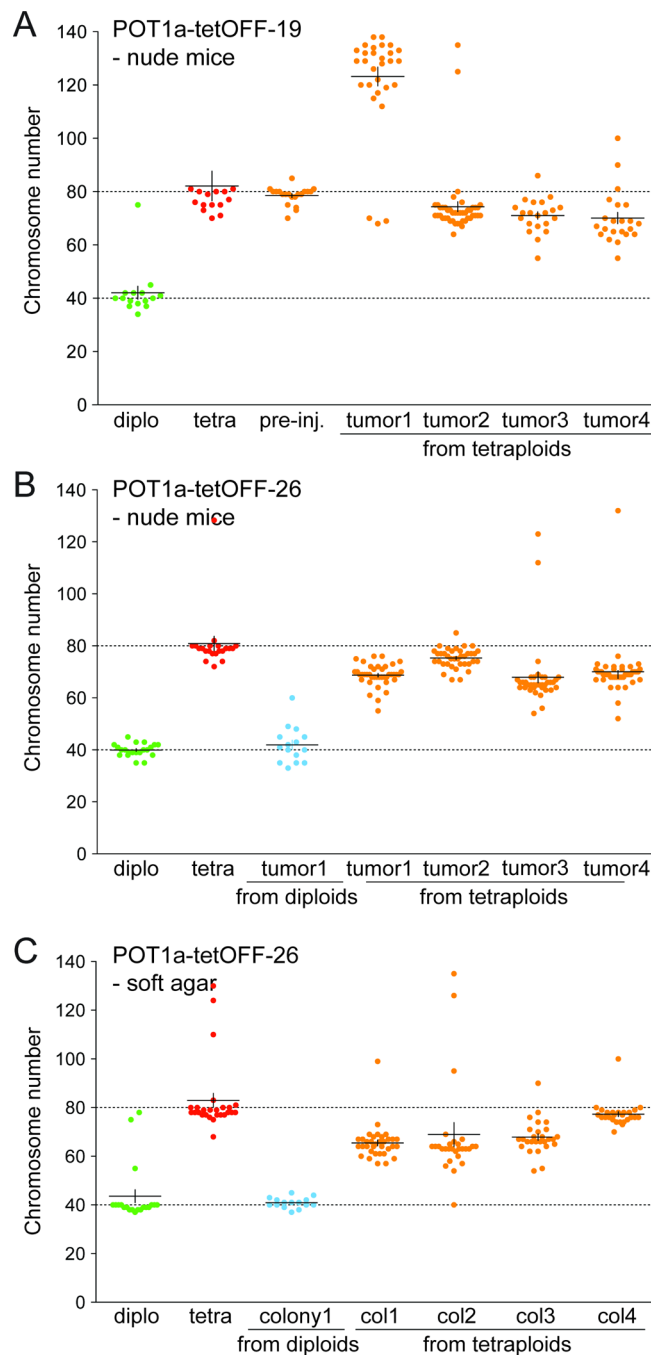 A
POT1a-tetOFF-19
- nude mice
Chromosome number
140
120
100
80
60
40
20
0
diplo tetra pre-inj. tumor1 tumor2 tumor3 tumor4
from tetraploids
B
POT1a-tetOFF-26
- nude mice
Chromosome number
140
120
100
80
60
40
20
0
diplo tetra tumor1 tumor1 tumor2 tumor3 tumor4
from diploids from tetraploids
C
POT1a-tetOFF-26
- soft agar
Chromosome number
140
120
100
80
60
40
20
0
diplo tetra colony1 col1 col2 col3 col4
from diploids from tetraploids